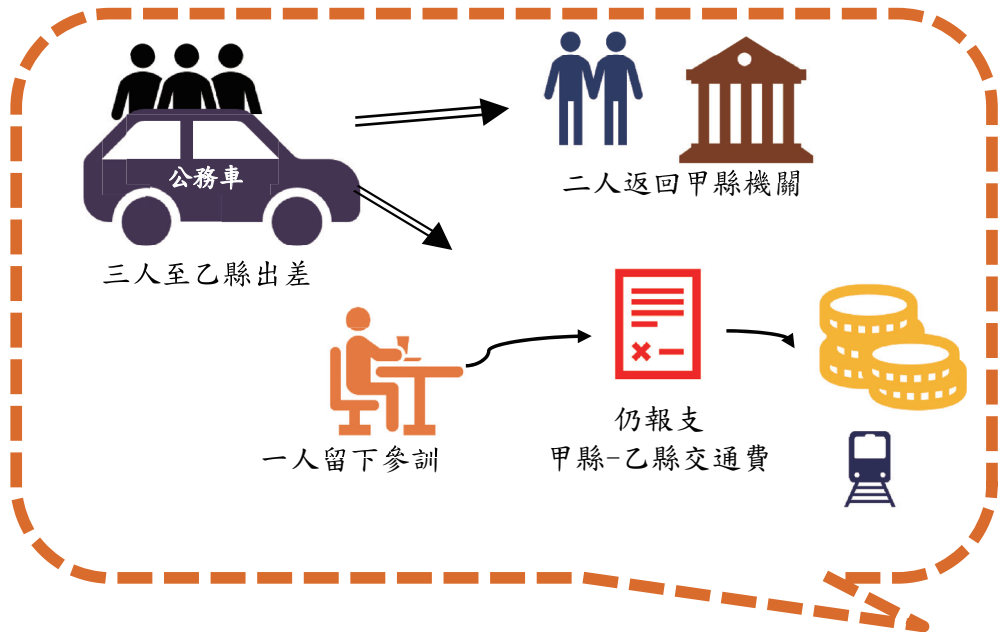 公務車
三人至乙縣出差
二人返回甲縣機關
一人留下參訓
仍報支
甲縣-乙縣交通費